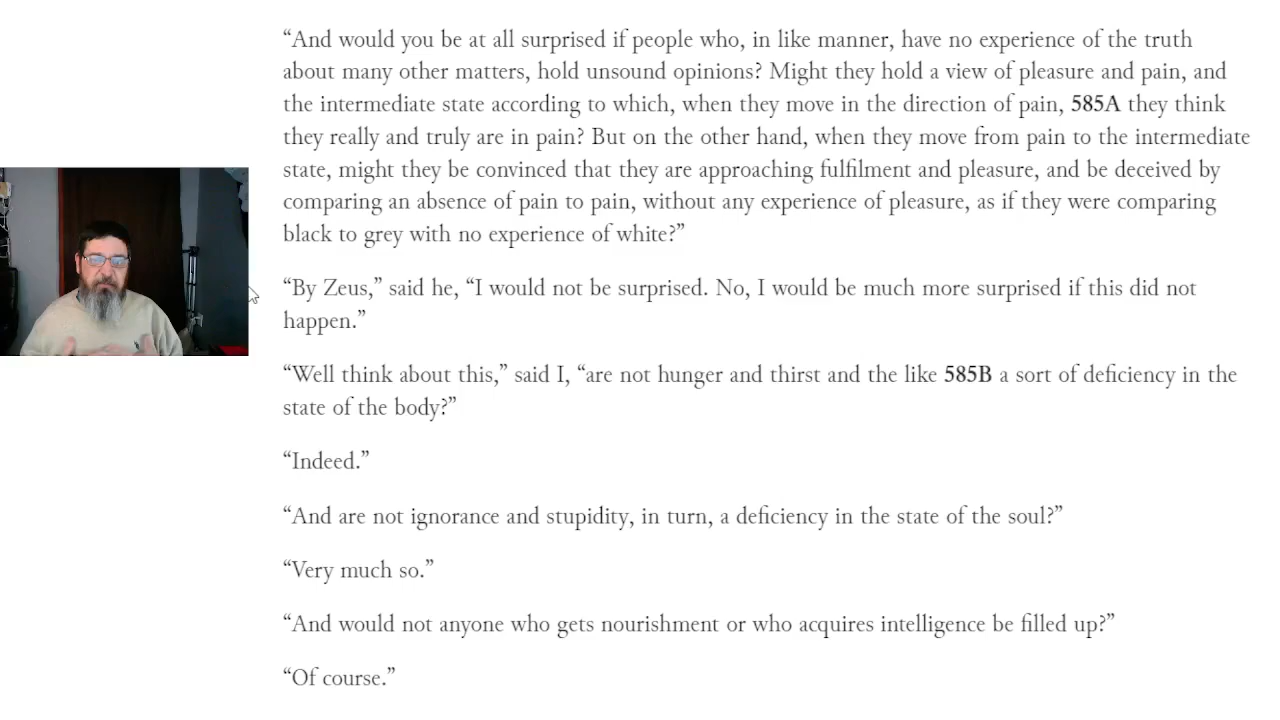 “And would you be at all surprised if people who, in like manner, have no experience of the truth
about many other matters, hold unsound opinions? Might they hold a view of pleasure and pain, and
the intermediate state according to which, when they move in the direction of pain, 585A they think
they really and truly are in pain? But on the other hand, when they move from pain to the intermediate
state, might they be convinced that they are approaching fulfilment and pleasure, and be deceived by
comparing an absence of pain to pain, without any experience of pleasure, as if they were comparing
black to grey with no experience of white?”
“By Zeus,” said he, “I would not be surprised. No, I would be much more surprised if this did not
happen.”
“Well think about this,” said I, “are not hunger and thirst and the like 585B a sort of deficiency in the
state of the body?”
“Indeed.”
“And are not ignorance and stupidity, in turn, a deficiency in the state of the soul?”
“Very much so.”
“And would not anyone who gets nourishment or who acquires intelligence be filled up?”
“Of course.”